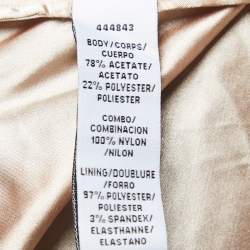 444843
BODY/CORPS/
CUERPO
78% ACETATE/
ACETATO
22% POLYESTER/
POLIESTER
COMBO/
COMBINACION
100% NYLON
/NILON
LINING/DOUBLURE
/FORRO
97% POLYESTER/
POLIESTER
3% SPANDEX/
ELASTHANNE/
ELASTANO